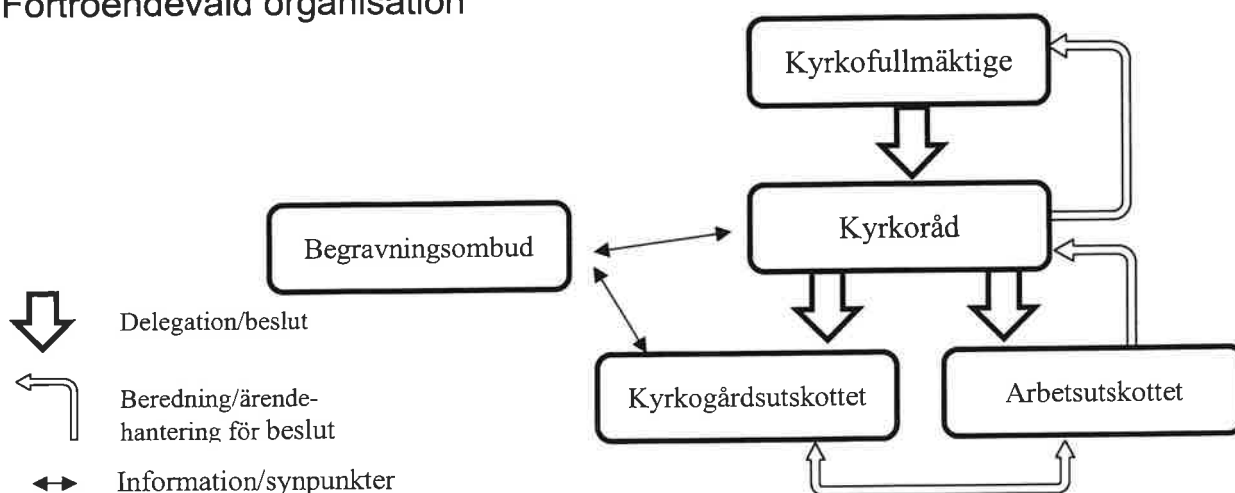 Förtroendevald organisation
Kyrkofullmäktige
Kyrkoråd
Begravningsombud
Delegation/beslut
Kyrkogårdsutskottet
Arbetsutskottet
Beredning/ärende-
hantering för beslut
Information/synpunkter